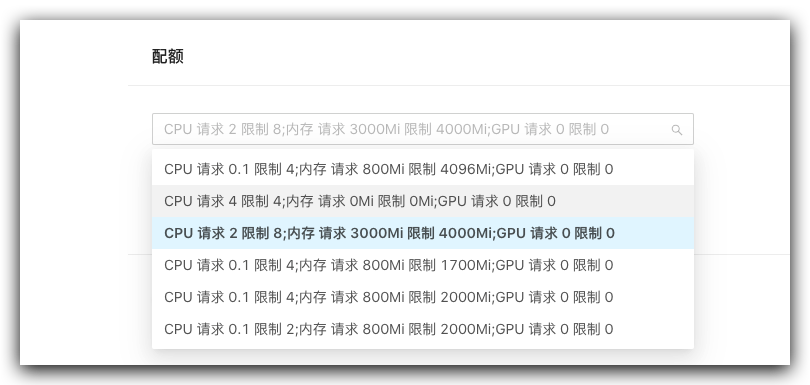 配额
CPU 请求 2 限制 8;内存 请求 3000Mi 限制 4000Mi;GPU 请求 0 限制 0
CPU 请求 0.1 限制 4;内存 请求 800Mi 限制 4096Mi;GPU 请求 0 限制 0
CPU 请求 4 限制 4;内存 请求 0Mi 限制 0Mi;GPU 请求 0 限制 0
CPU 请求 2 限制 8;内存 请求 3000Mi 限制 4000Mi;GPU 请求 0 限制 0
CPU 请求 0.1 限制 4;内存 请求 800Mi 限制 1700Mi;GPU 请求 0 限制 0
CPU 请求 0.1 限制 4;内存 请求 800Mi 限制 2000Mi;GPU 请求 0 限制 0
CPU 请求 0.1 限制 2;内存 请求 800Mi 限制 2000Mi;GPU 请求 0 限制 0